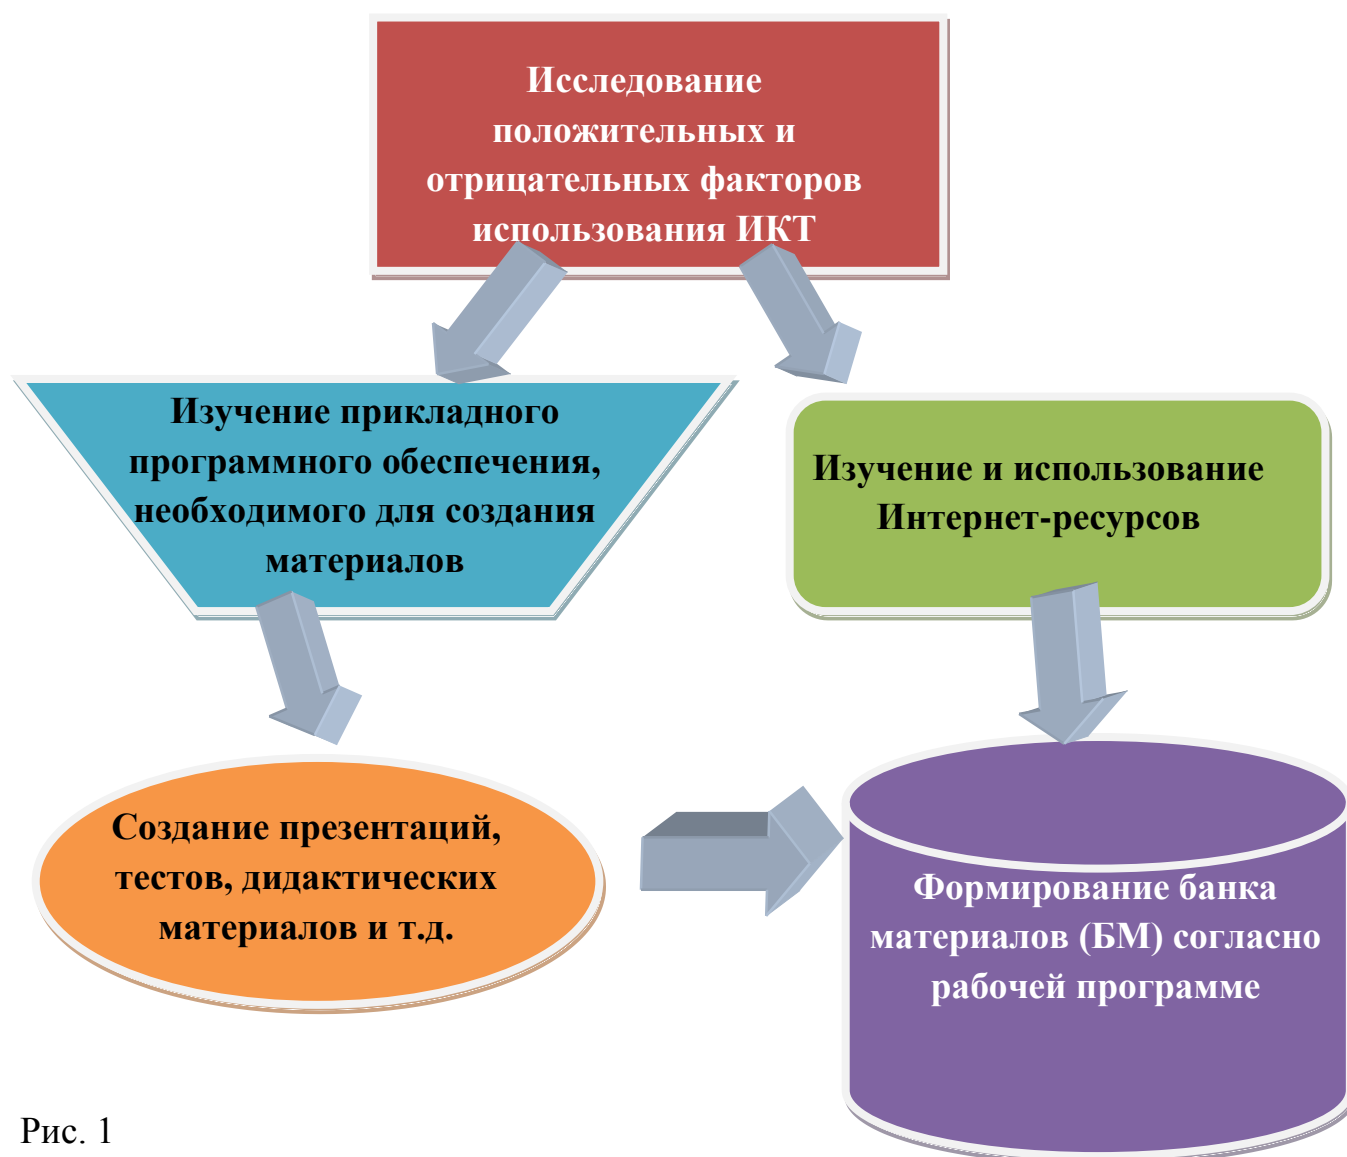 Исследование
положительных и
отрицательных факторов
использования ИКТ
Изучение прикладного
программного обеспечения,
необходимого для создания
материалов
Изучение и использование
Интернет-ресурсов
Создание презентаций,
тестов, дидактических
материалов и т.д.
Формирование банка
материалов (БМ) согласно
рабочей программе
Рис. 1